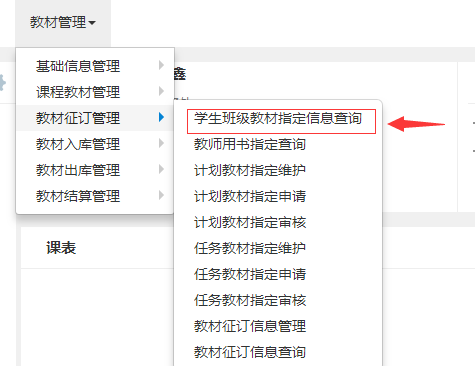 教材管理
鑫
基础信息管理
课程教材管理
教材征订管理
教材入库管理
教材出库管理
教材结算管理
学生班级教材指定信息查询
教师用书指定查询
计划教材指定维护
计划教材指定申请
计划教材指定审核
任务教材指定维护
任务教材指定申请
任务教材指定审核
教材征订信息管理
教材征订信息查询
课表